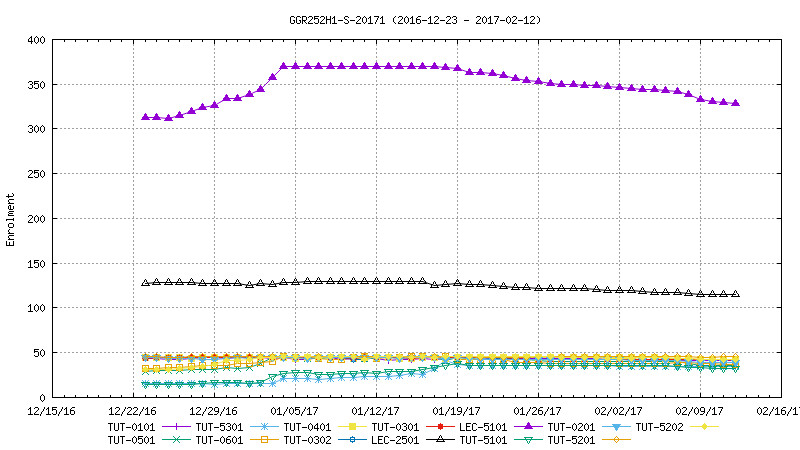 GGR252H1-S-20171 (2016-12-23 - 2017-02-12)
400
350
300
250
200
150
100
50
0
Enrolment
12/15/16 12/22/16 12/29/16 01/05/17 01/12/17 01/19/17 01/26/17 02/02/17 02/09/17 02/16/17
TUT-0101 TUT-5301 TUT-0401 TUT-0301 LEC-5101 TUT-0201 TUT-5202
TUT-0501 TUT-0601 TUT-0302 LEC-2501 TUT-5101 TUT-5201